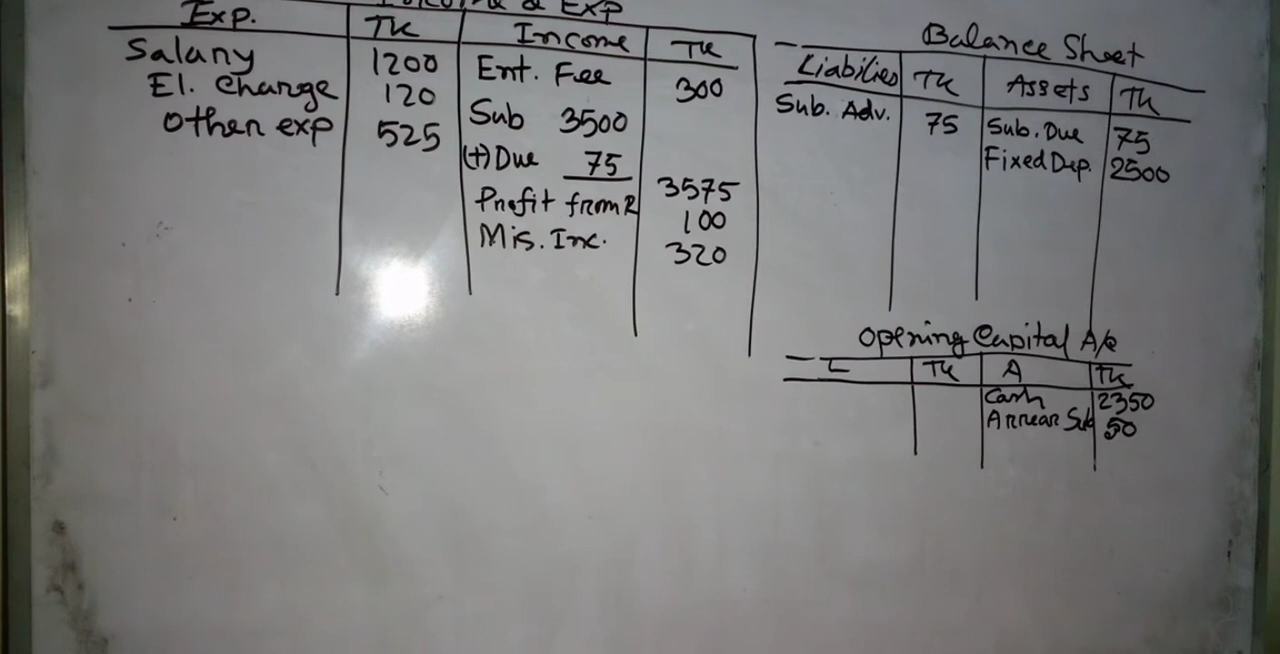 & Exp
Exp. TK Income TK
Salary 1200 Ent. Fee 300
El. Charge 120 Sub 3500
Other exp 525 (+) Due 75
3575
Profit from R 100
Mis. Inc. 320
Balance Sheet
Liabilities TK Assets TK
Sub. Adv. 75 Sub. Due 75
Fixed Dep. 2500
Opening Capital A/c
L TK A TK
Cash 2350
Arrear Sub 50